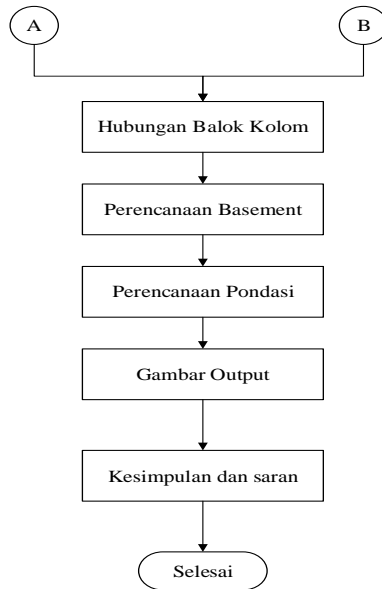 A
B
Hubungan Balok Kolom
Perencanaan Basement
Perencanaan Pondasi
Gambar Output
Kesimpulan dan saran
Selesai